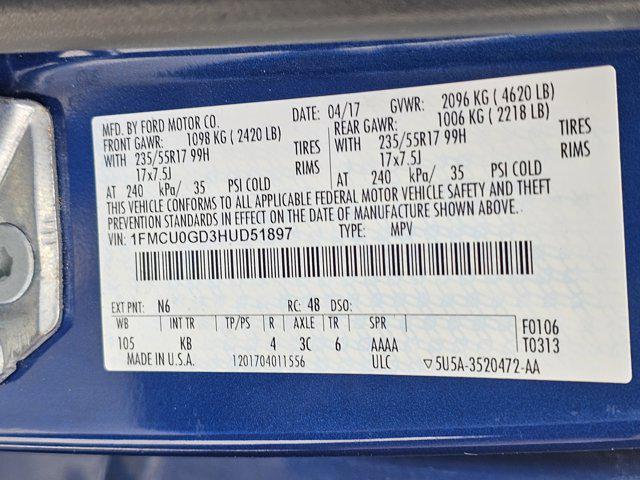 MFD. BY FORD MOTOR CO. DATE: 04/17 GVWR: 2096 KG ( 4620 LB)
FRONT GAWR: 1098 KG ( 2420 LB) REAR GAWR: 1006 KG ( 2218 LB)
WITH 235/55R17 99H TIRES WITH 235/55R17 99H TIRES
17x7.5J RIMS 17x7.5J RIMS
AT 240 kPa/ 35 PSI COLD AT 240 kPa/ 35 PSI COLD
THIS VEHICLE CONFORMS TO ALL APPLICABLE FEDERAL MOTOR VEHICLE SAFETY AND THEFT
PREVENTION STANDARDS IN EFFECT ON THE DATE OF MANUFACTURE SHOWN ABOVE.
VIN: 1FMCU0GD3HUD51897 TYPE: MPV
EXT PNT: N6 RC: 48 DSO:
WB INT TR TP/PS R AXLE TR SPR F0106
105 KB 4 3C 6 AAAA T0313
MADE IN U.S.A. 1201704011556 ULC ▽5U5A-3520472-AA